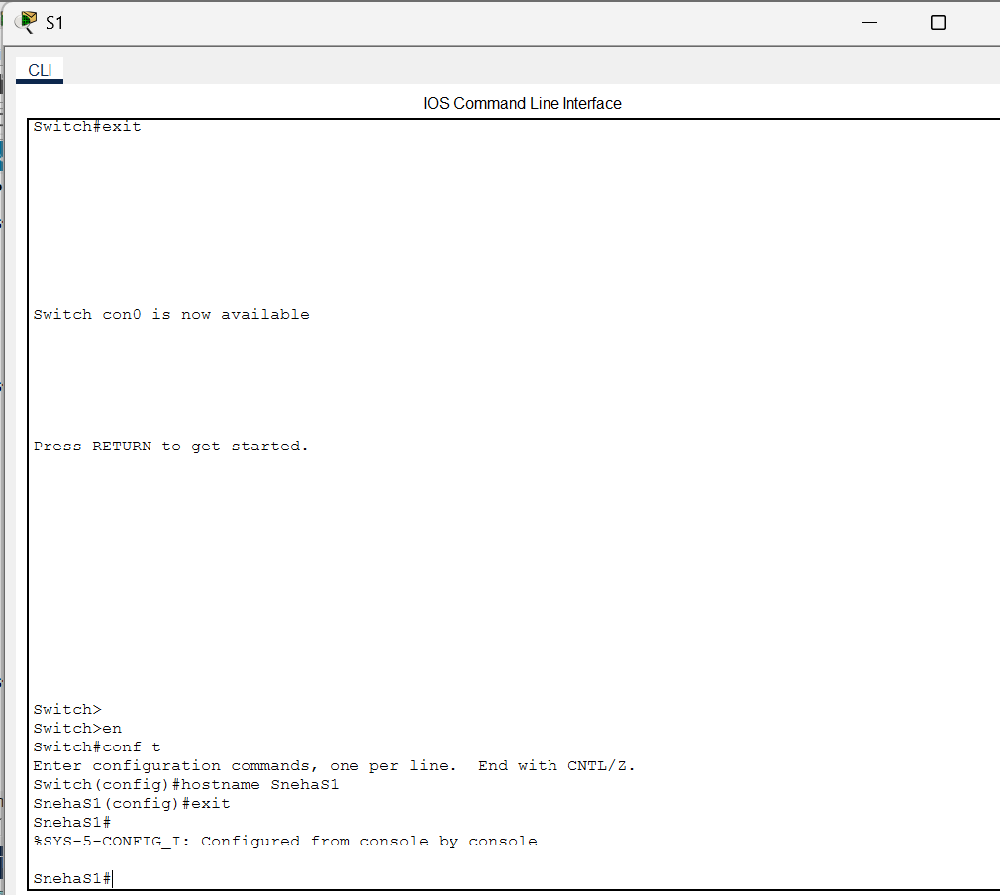 S1
CLI
IOS Command Line Interface
Switch#exit
Switch con0 is now available
Press RETURN to get started.
Switch>
Switch>en
Switch#conf t
Enter configuration commands, one per line.  End with CNTL/Z.
Switch(config)#hostname SnehaS1
SnehaS1(config)#exit
SnehaS1#
%SYS-5-CONFIG_I: Configured from console by console
SnehaS1#